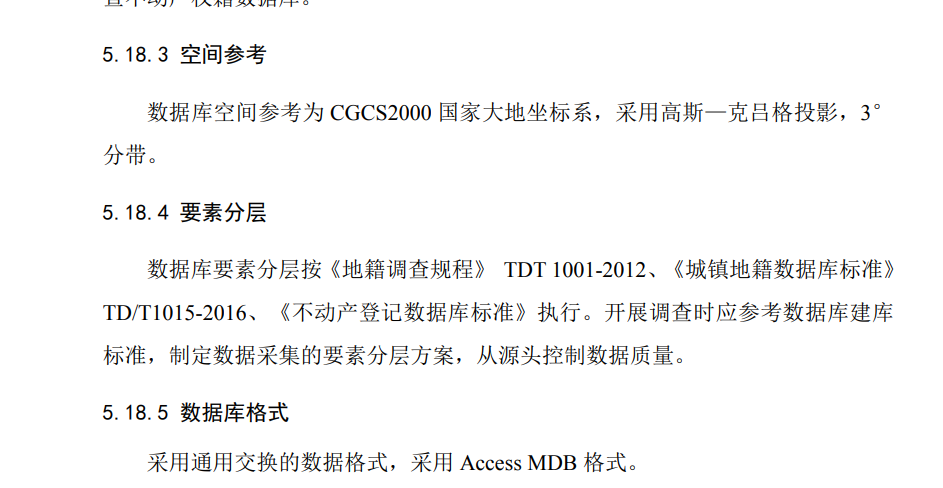 5.18.3 空间参考
数据库空间参考为 CGCS2000 国家大地坐标系，采用高斯—克吕格投影，3°
分带。
5.18.4 要素分层
数据库要素分层按《地籍调查规程》 TDT 1001-2012、《城镇地籍数据库标准》
TD/T1015-2016、《不动产登记数据库标准》执行。开展调查时应参考数据库建库
标准，制定数据采集的要素分层方案，从源头控制数据质量。
5.18.5 数据库格式
采用通用交换的数据格式，采用 Access MDB 格式。